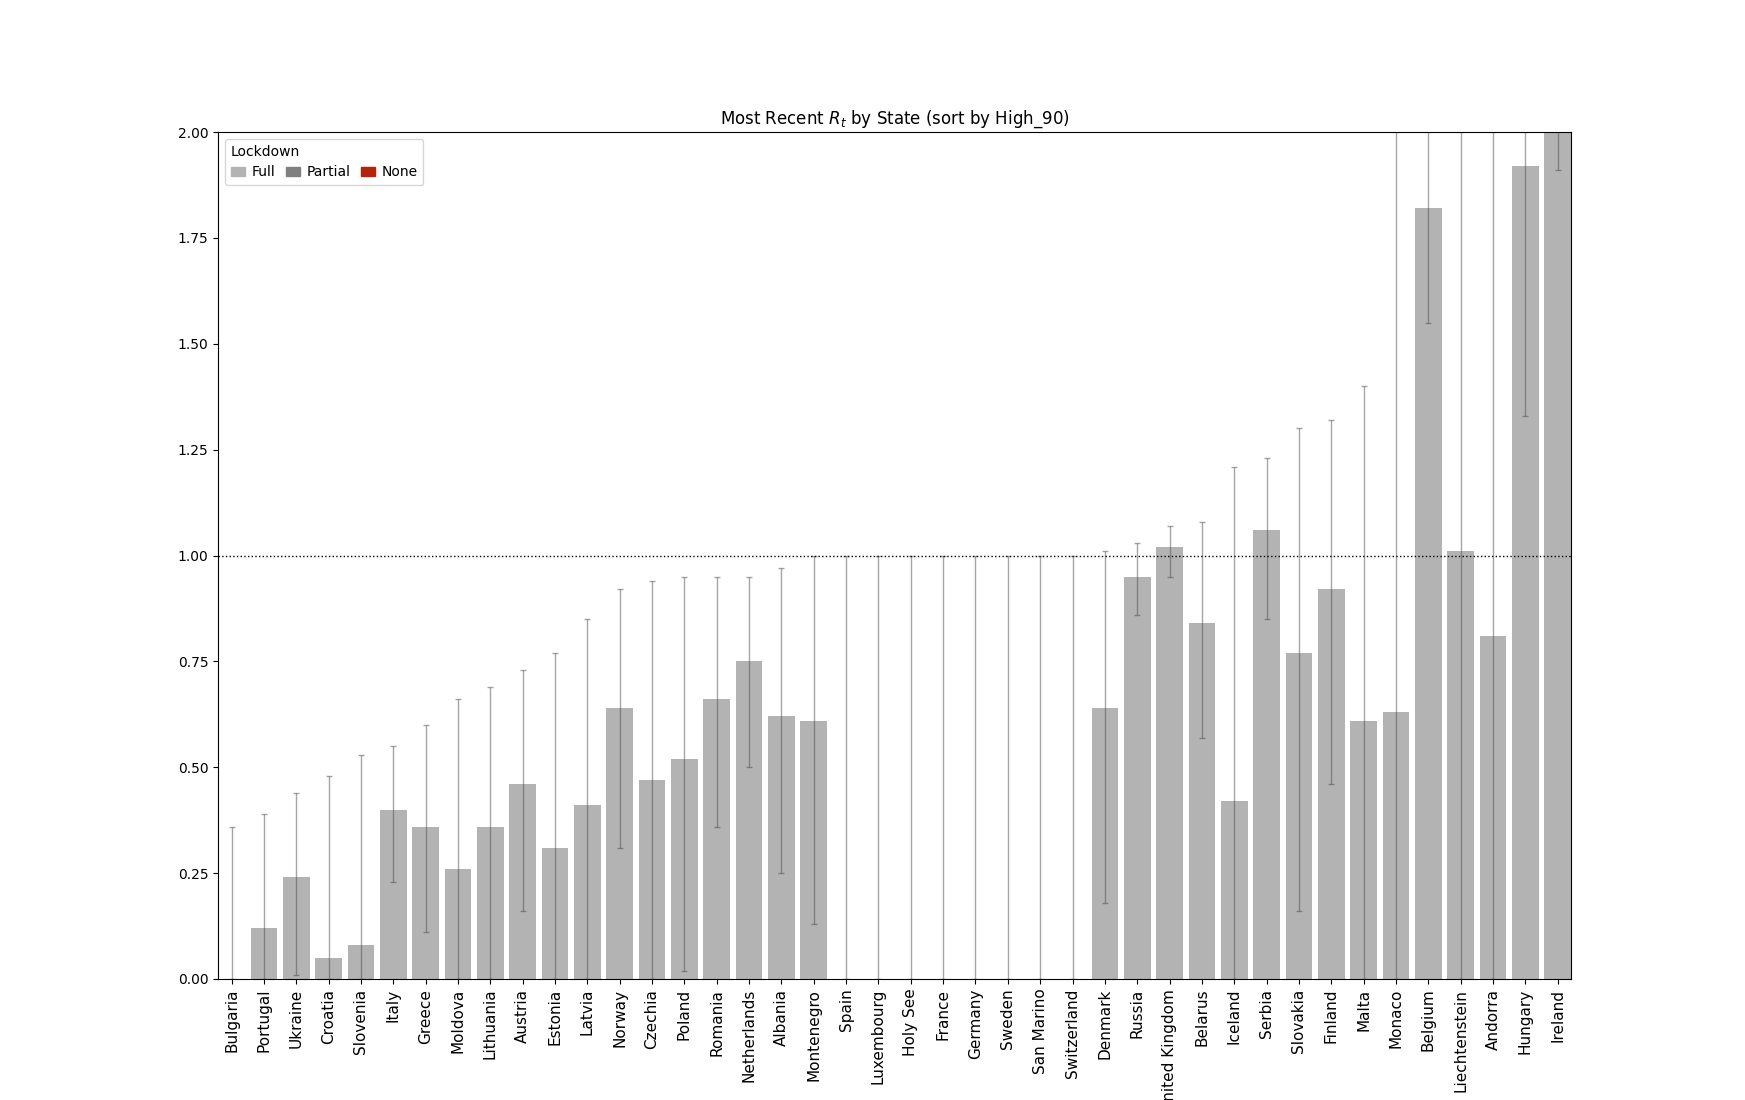 Most Recent R_t by State (sort by High_90)
Lockdown
Full Partial None
2.00
1.75
1.50
1.25
1.00
0.75
0.50
0.25
0.00
Bulgaria
Portugal
Ukraine
Croatia
Slovenia
Italy
Greece
Moldova
Lithuania
Austria
Estonia
Latvia
Norway
Czechia
Poland
Romania
Netherlands
Albania
Montenegro
Spain
Luxembourg
Holy See
France
Germany
Sweden
San Marino
Switzerland
Denmark
Russia
nited Kingdom
Belarus
Iceland
Serbia
Slovakia
Finland
Malta
Monaco
Belgium
Liechtenstein
Andorra
Hungary
Ireland